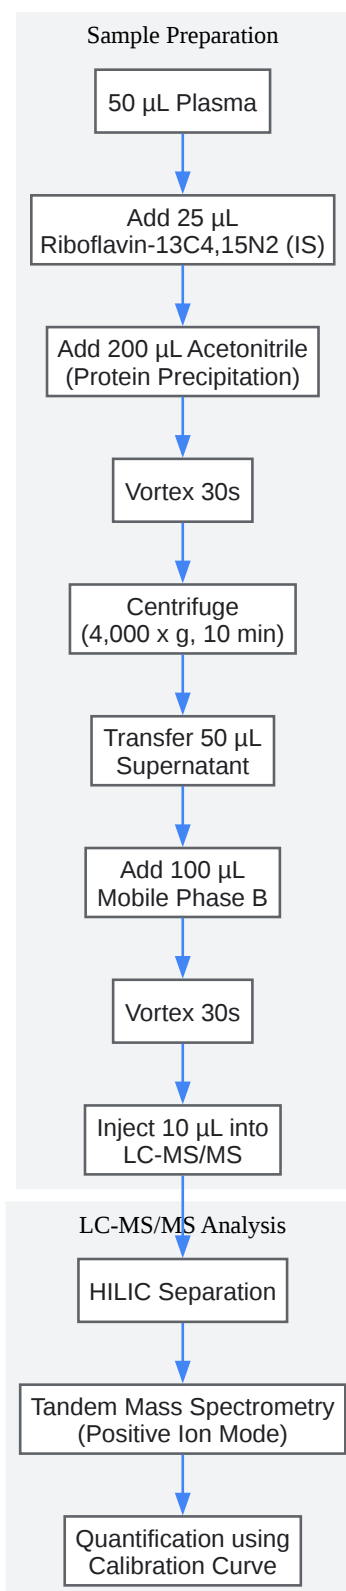 Sample Preparation
50 µL Plasma
Add 25 µL
Riboflavin-13C4,15N2 (IS)
Add 200 µL Acetonitrile
(Protein Precipitation)
Vortex 30s
Centrifuge
(4,000 x g, 10 min)
Transfer 50 µL
Supernatant
Add 100 µL
Mobile Phase B
Vortex 30s
Inject 10 µL into
LC-MS/MS
LC-MS/MS Analysis
HILIC Separation
Tandem Mass Spectrometry
(Positive Ion Mode)
Quantification using
Calibration Curve